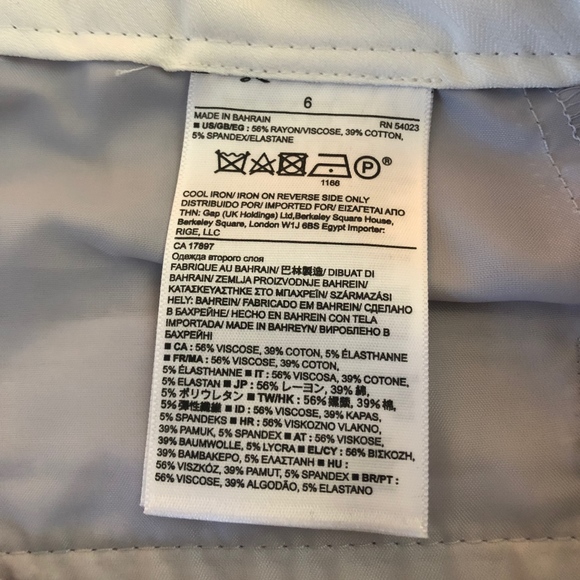 6
MADE IN BAHRAIN RN 54023
■ US/GB/EG : 56% RAYON/VISCOSE, 39% COTTON,
5% SPANDEX/ELASTANE
P®
1166
COOL IRON/ IRON ON REVERSE SIDE ONLY
DISTRIBUIDO POR/ IMPORTED FOR/ ΕΙΣΑΓΕΤΑΙ ΑΠΟ
ΤΗΝ: Gap (UK Holdings) Ltd,Berkeley Square House,
Berkeley Square, London W1J 6BS Egypt Importer:
RIGE, LLC
CA 17897
Одежда второго слоя
FABRIQUE AU BAHRAIN/ 巴林製造/ DIBUAT DI
BAHRAIN/ ZEMLJA PROIZVODNJE BAHREIN/
ΚΑΤΑΣΚΕΥΑΣΤΗΚΕ ΣΤΟ ΜΠΑΧΡΕΪΝ/ SZÁRMAZÁSI
HELY: BAHREIN/ FABRICADO EM BAHRAIN/ СДЕЛАНО
В БАХРЕЙНЕ/ HECHO EN BAHREIN CON TELA
IMPORTADA/ MADE IN BAHREYN/ ВИРОБЛЕНО В
БАХРЕЙНІ
■ CA : 56% VISCOSE, 39% COTON, 5% ÉLASTHANNE
■ FR/MA : 56% VISCOSE, 39% COTON,
5% ÉLASTHANNE ■ IT : 56% VISCOSA, 39% COTONE,
5% ELASTAN ■ JP : 56% レーヨン, 39% 綿,
5% ポリウレタン ■ TW/HK : 56% 嫘縈, 39% 棉,
5% 彈性纖維 ■ ID : 56% VISCOSE, 39% KAPAS,
5% SPANDEKS ■ HR : 56% VISKOZNO VLAKNO,
39% PAMUK, 5% SPANDEX ■ AT : 56% VISKOSE,
39% BAUMWOLLE, 5% LYCRA ■ EL/CY : 56% ΒΙΣΚΟΖΗ,
39% ΒΑΜΒΑΚΕΡΟ, 5% ΕΛΑΣΤΑΝΗ ■ HU :
56% VISZKÓZ, 39% PAMUT, 5% SPANDEX ■ BR/PT :
56% VISCOSE, 39% ALGODÃO, 5% ELASTANO